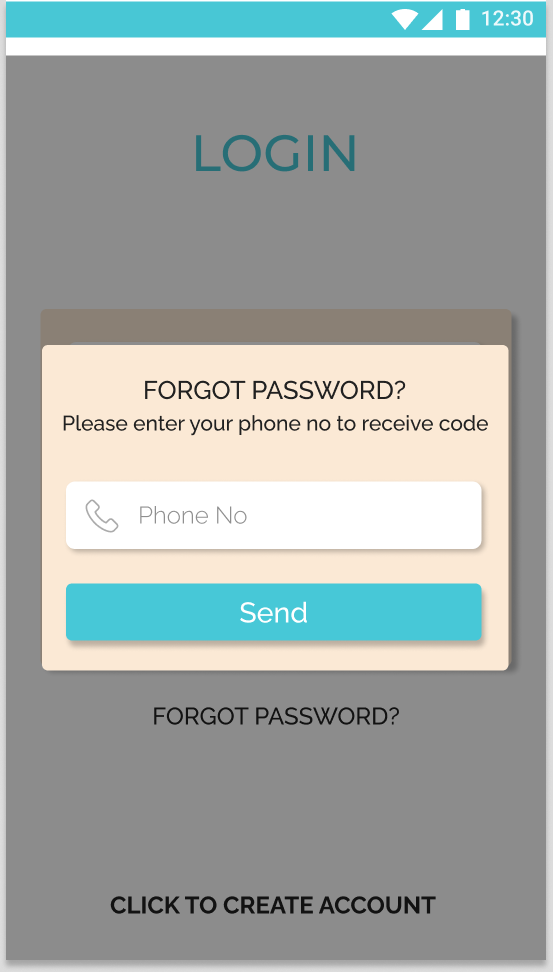 12:30
LOGIN
FORGOT PASSWORD?
Please enter your phone no to receive code
Phone No
Send
FORGOT PASSWORD?
CLICK TO CREATE ACCOUNT